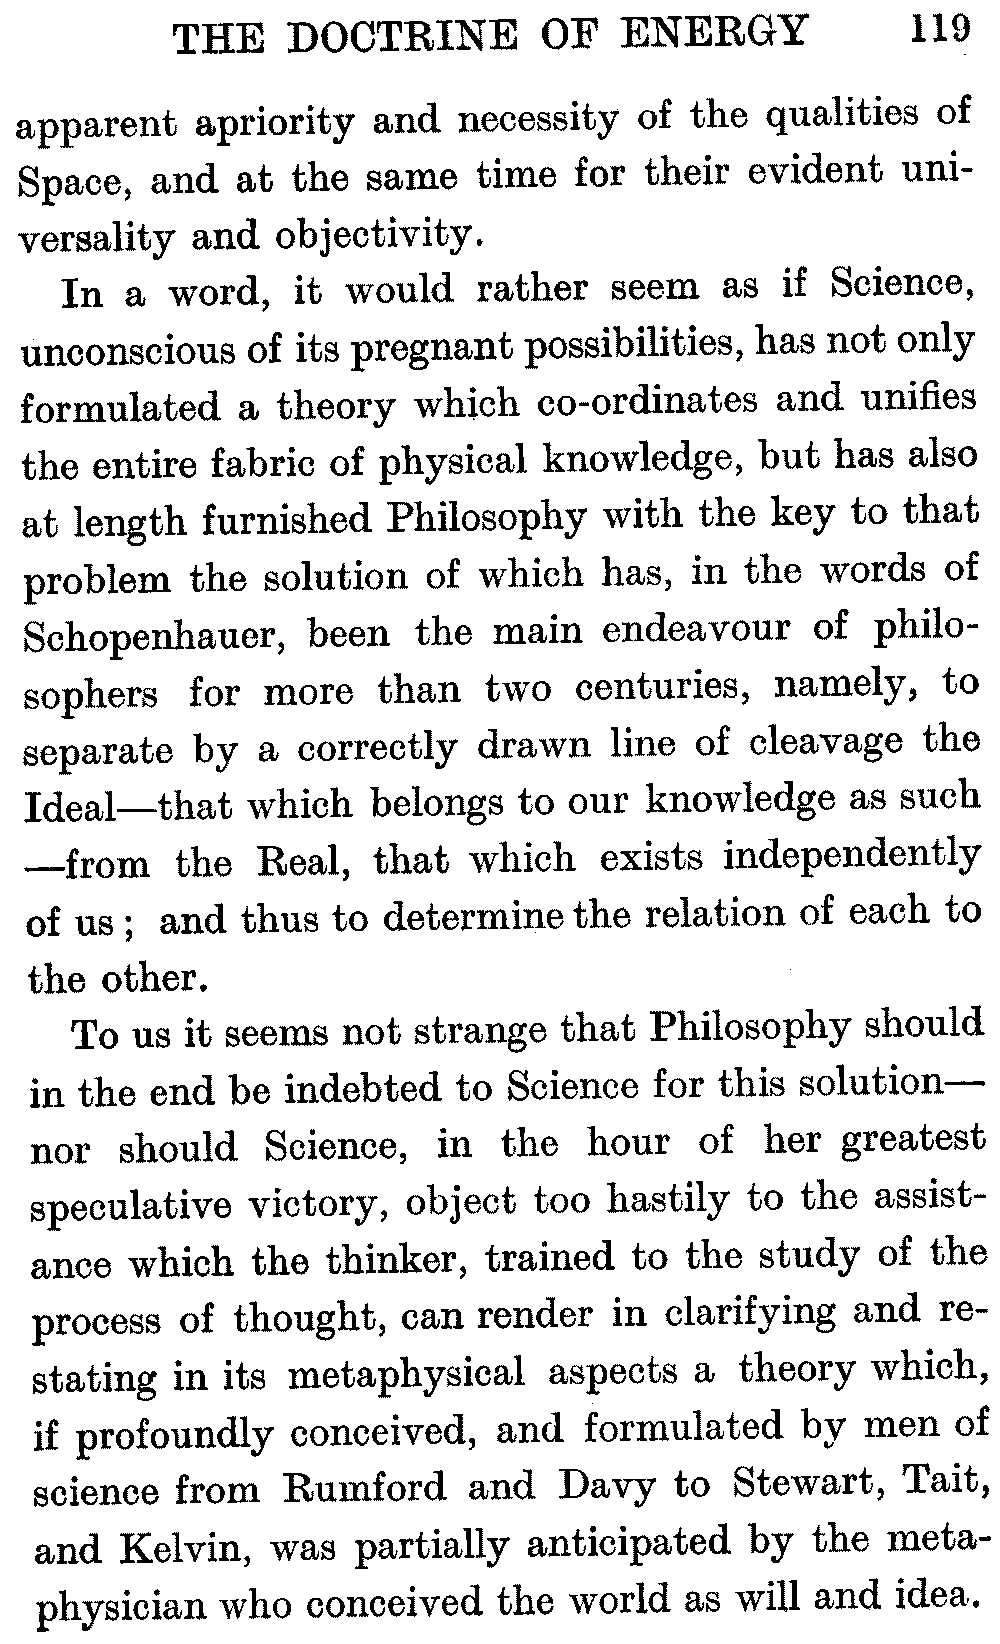 THE DOCTRINE OF ENERGY 119
apparent apriority and necessity of the qualities of
Space, and at the same time for their evident uni-
versality and objectivity.
In a word, it would rather seem as if Science,
unconscious of its pregnant possibilities, has not only
formulated a theory which co-ordinates and unifies
the entire fabric of physical knowledge, but has also
at length furnished Philosophy with the key to that
problem the solution of which has, in the words of
Schopenhauer, been the main endeavour of philo-
sophers for more than two centuries, namely, to
separate by a correctly drawn line of cleavage the
Ideal—that which belongs to our knowledge as such
—from the Real, that which exists independently
of us; and thus to determine the relation of each to
the other.
To us it seems not strange that Philosophy should
in the end be indebted to Science for this solution—
nor should Science, in the hour of her greatest
speculative victory, object too hastily to the assist-
ance which the thinker, trained to the study of the
process of thought, can render in clarifying and re-
stating in its metaphysical aspects a theory which,
if profoundly conceived, and formulated by men of
science from Rumford and Davy to Stewart, Tait,
and Kelvin, was partially anticipated by the meta-
physician who conceived the world as will and idea.